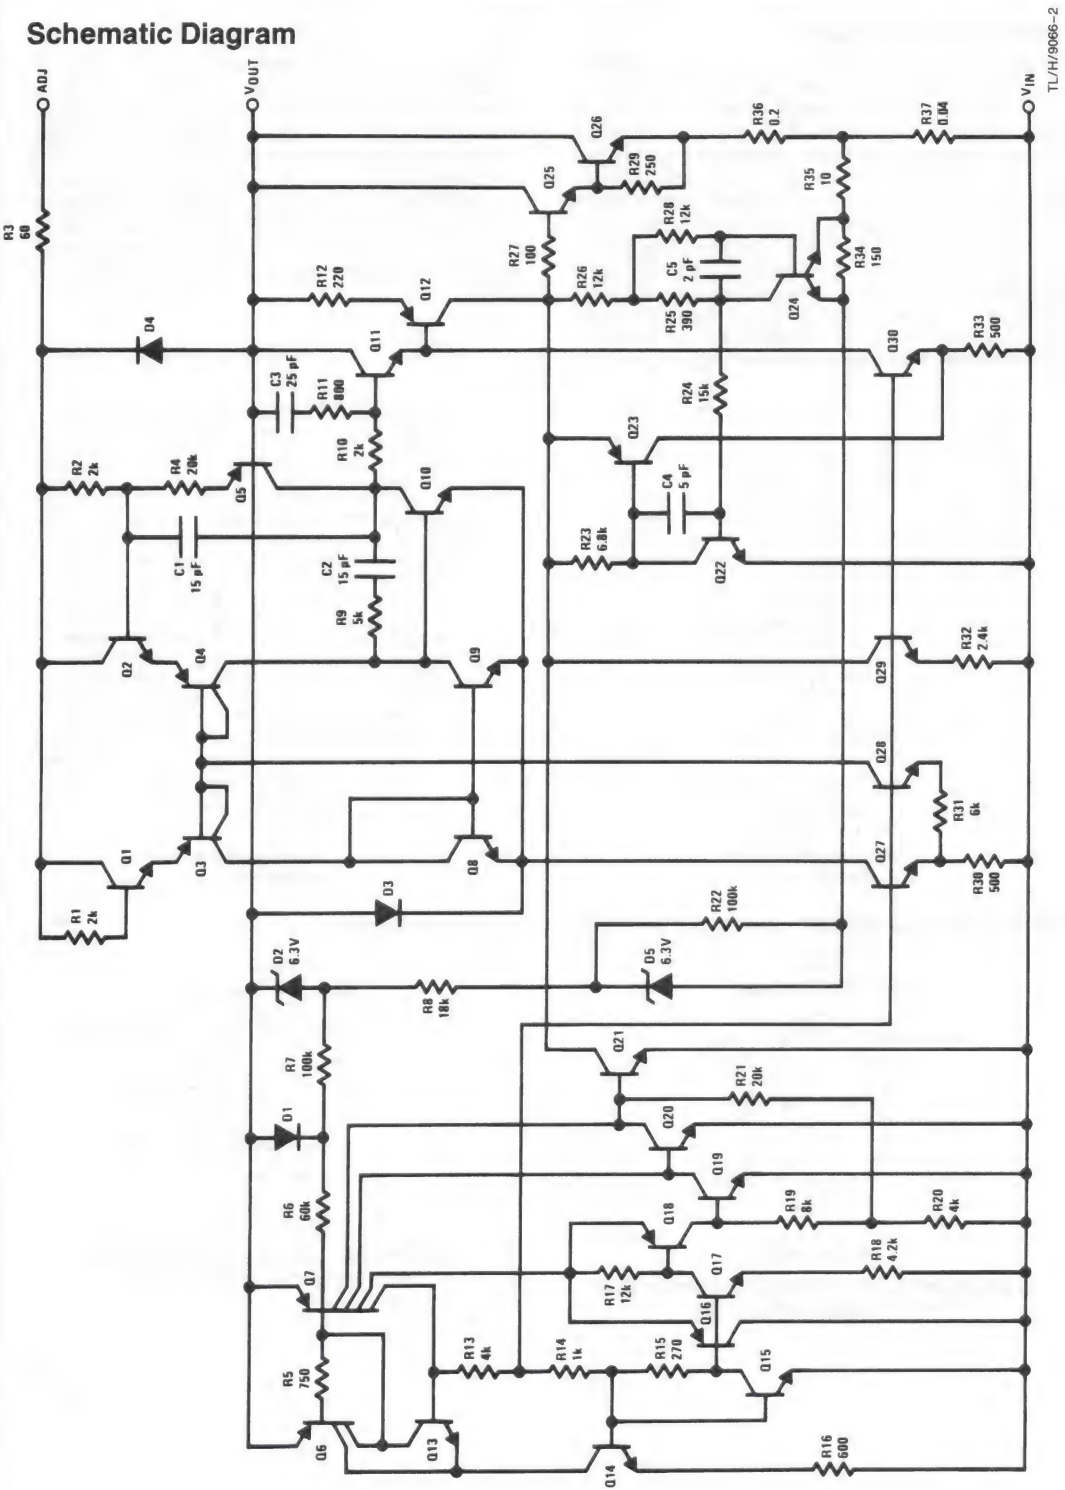 Schematic Diagram
TL/H/9066–2
ADJ
VOUT
VIN
R3
60
D4
R2
2k
R4
20k
Q5
C1
15 pF
Q2
Q4
Q1
Q3
R1
2k
R12
220
Q12
Q11
C3
25 pF
R11
800
R10
2k
Q10
C2
15 pF
R9
5k
Q9
Q8
D3
D2
6.3V
R8
18k
R7
100k
D1
R6
60k
Q7
R5
750
Q6
Q13
R13
4k
Q26
Q25
R29
250
R36
0.2
R37
0.04
R35
10
R34
150
R27
100
R26
12k
R28
12k
C5
2 pF
R25
390
Q24
Q30
R33
500
R24
15k
Q23
C4
5 pF
R23
6.8k
Q22
Q29
R32
2.4k
Q28
R31
6k
Q27
R30
500
R22
100k
D5
6.3V
Q21
R21
20k
Q20
Q19
Q18
R19
8k
R20
4k
R17
12k
Q17
R18
4.2k
Q16
R14
1k
R15
270
Q15
Q14
R16
600